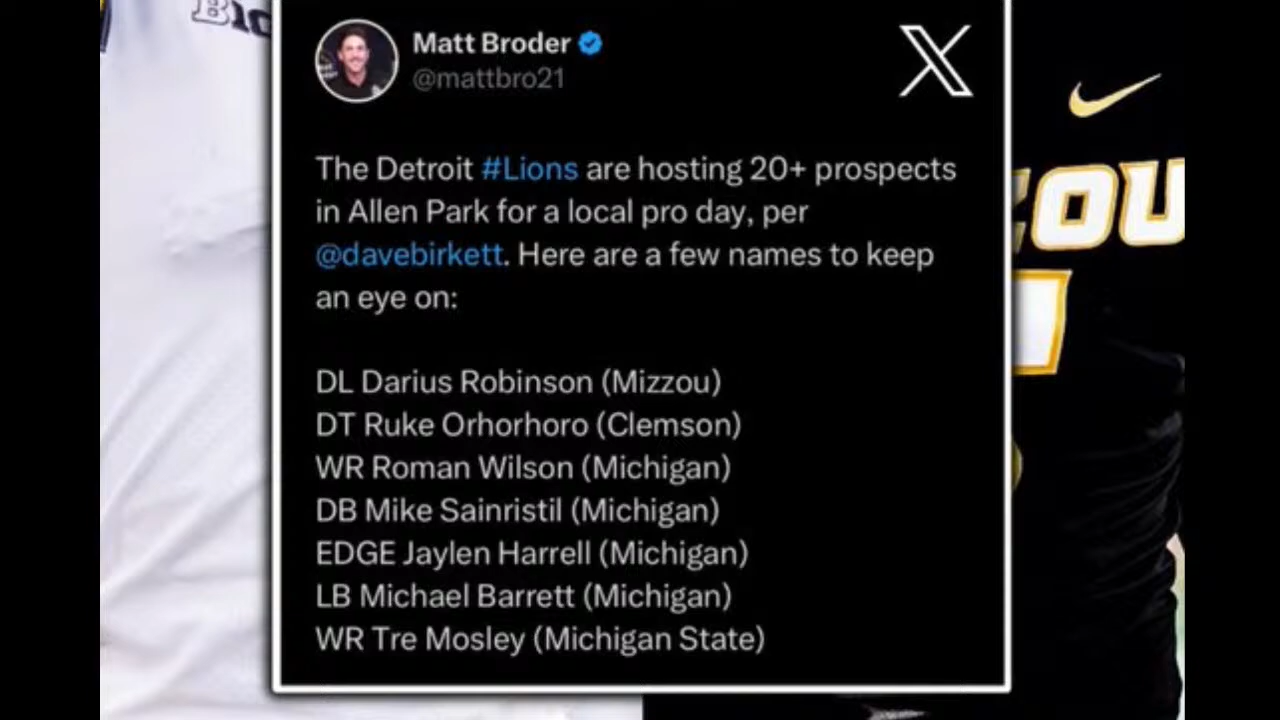 B1G
Matt Broder
@mattbro21
The Detroit #Lions are hosting 20+ prospects
in Allen Park for a local pro day, per
@davebirkett. Here are a few names to keep
an eye on:
DL Darius Robinson (Mizzou)
DT Ruke Orhorhoro (Clemson)
WR Roman Wilson (Michigan)
DB Mike Sainristil (Michigan)
EDGE Jaylen Harrell (Michigan)
LB Michael Barrett (Michigan)
WR Tre Mosley (Michigan State)
ZOU